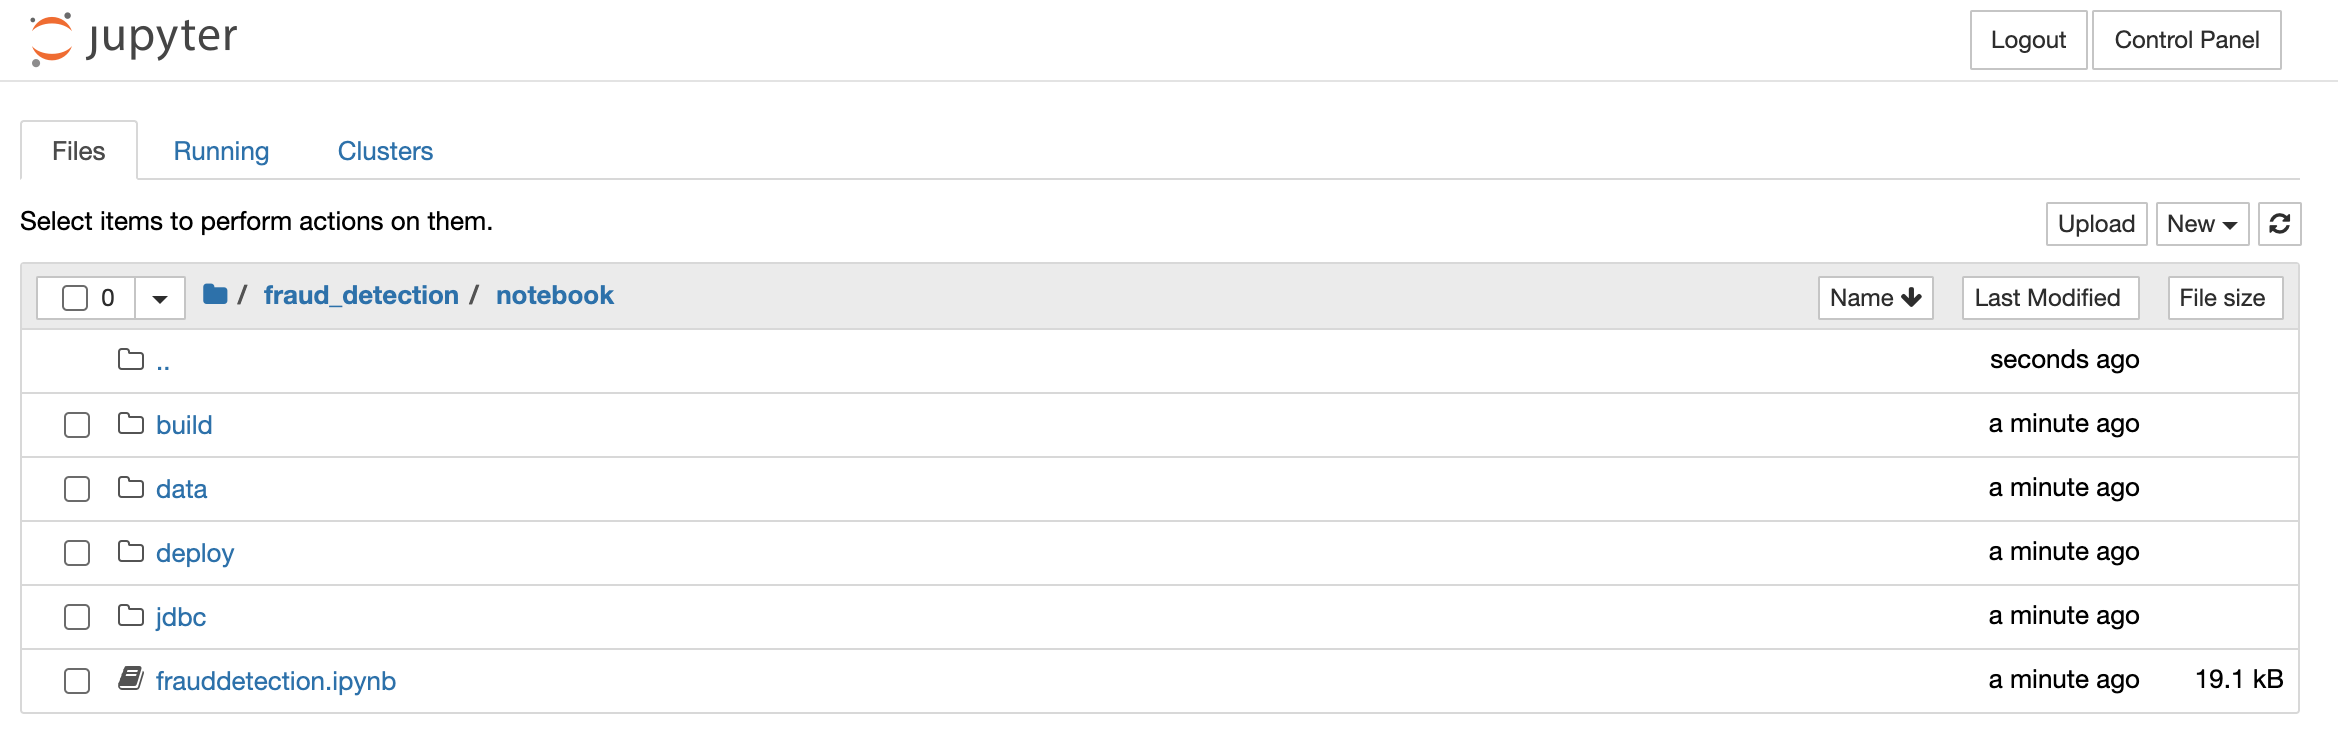 jupyter
Logout Control Panel
Files Running Clusters
Select items to perform actions on them.
Upload New
0 / fraud_detection / notebook Name Last Modified File size
.. seconds ago
build a minute ago
data a minute ago
deploy a minute ago
jdbc a minute ago
frauddetection.ipynb a minute ago 19.1 kB